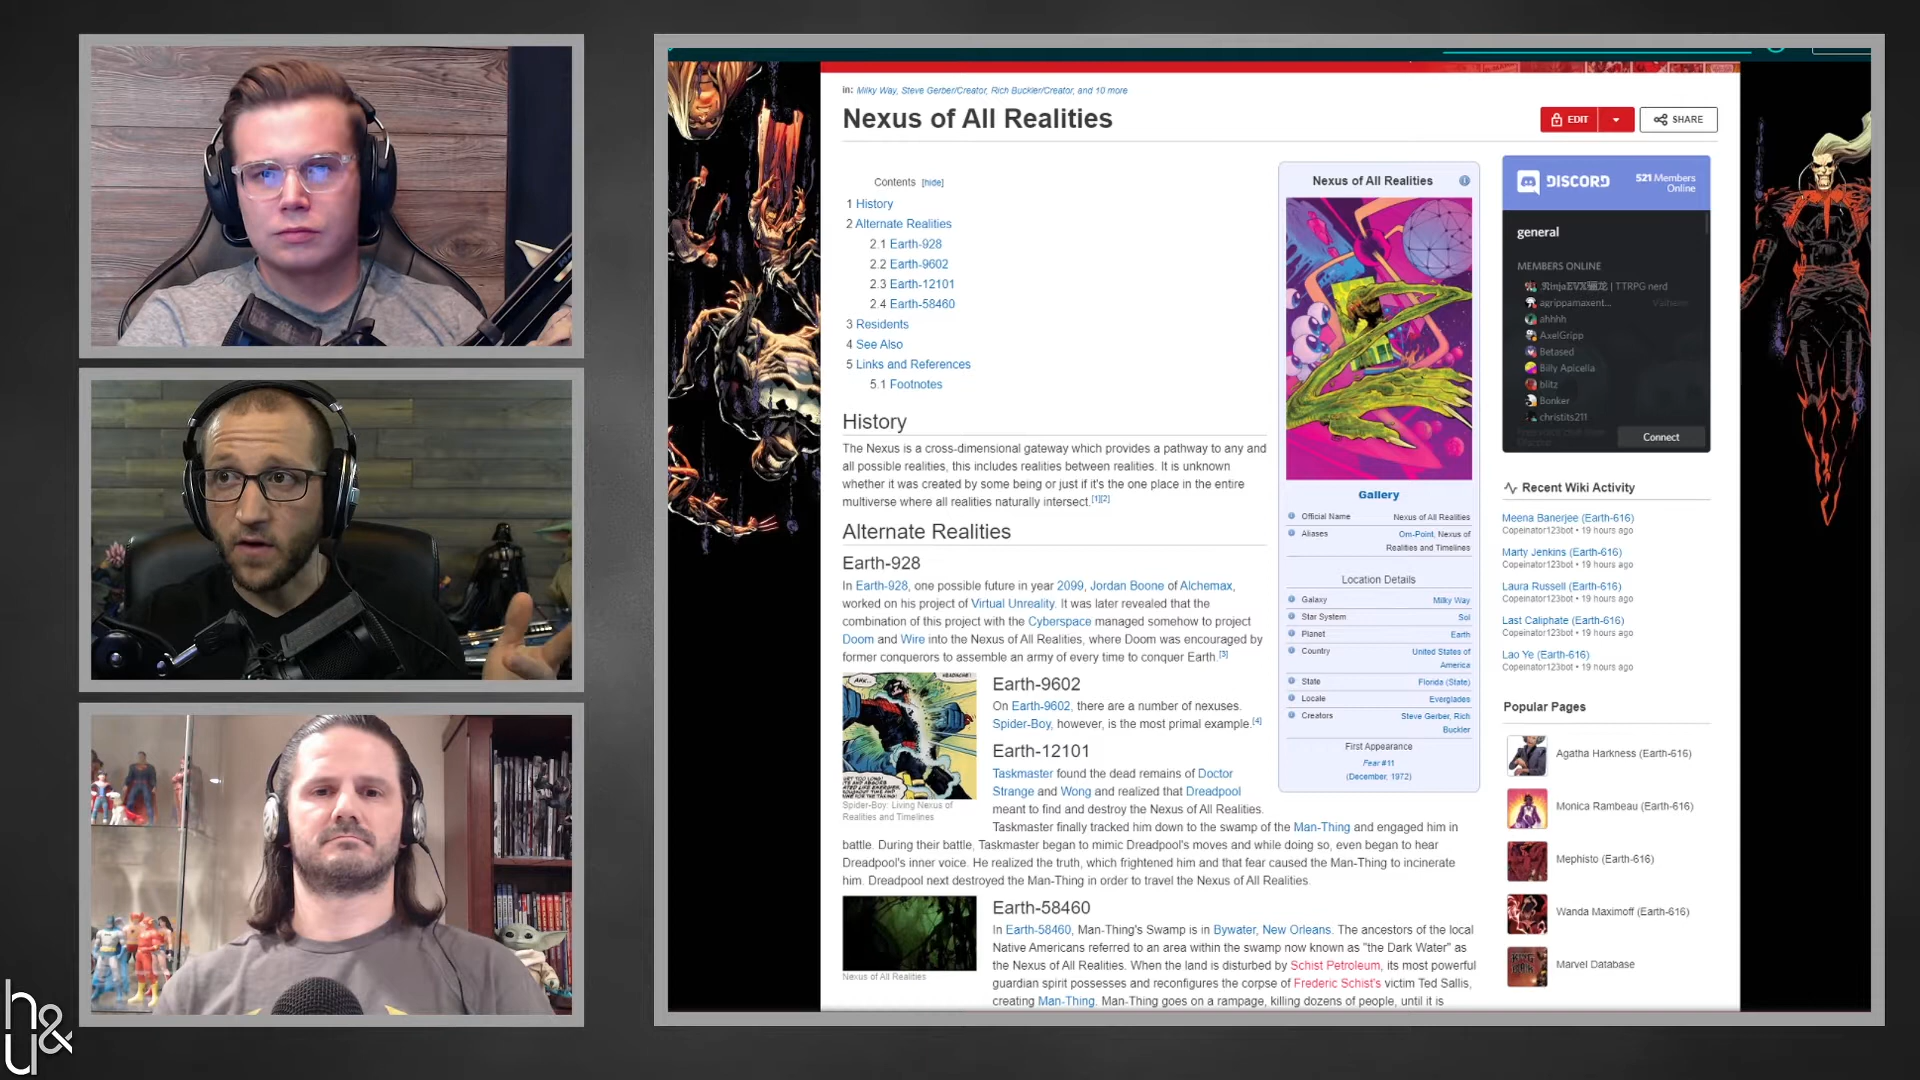 in: Milky Way, Steve Gerber/Creator, Rich Buckler/Creator, and 10 more
Nexus of All Realities
EDIT
SHARE
Contents [hide]
1 History
2 Alternate Realities
2.1 Earth-928
2.2 Earth-9602
2.3 Earth-12101
2.4 Earth-58460
3 Residents
4 See Also
5 Links and References
5.1 Footnotes
History
The Nexus is a cross-dimensional gateway which provides a pathway to any and
all possible realities, this includes realities between realities. It is unknown
whether it was created by some being or just if it's the one place in the entire
multiverse where all realities naturally intersect.[1][2]
Alternate Realities
Earth-928
In Earth-928, one possible future in year 2099, Jordan Boone of Alchemax,
worked on his project of Virtual Unreality. It was later revealed that the
combination of this project with the Cyberspace managed somehow to project
Doom and Wire into the Nexus of All Realities, where Doom was encouraged by
former conquerors to assemble an army of every time to conquer Earth.[3]
Spider-Boy: Living Nexus of
Realities and Timelines
Earth-9602
On Earth-9602, there are a number of nexuses.
Spider-Boy, however, is the most primal example.[4]
Earth-12101
Taskmaster found the dead remains of Doctor
Strange and Wong and realized that Deadpool
meant to find and destroy the Nexus of All Realities.
Taskmaster finally tracked him down to the swamp of the Man-Thing and engaged him in
battle. During their battle, Taskmaster began to mimic Dreadpool's moves and while doing so, even began to hear
Dreadpool's inner voice. He realized the truth, which frightened him and that fear caused the Man-Thing to incinerate
him. Dreadpool next destroyed the Man-Thing in order to travel the Nexus of All Realities.
Nexus of All Realities
Earth-58460
In Earth-58460, Man-Thing's Swamp is in Bywater, New Orleans. The ancestors of the local
Native Americans referred to an area within the swamp now known as "the Dark Water" as
the Nexus of All Realities. When the land is disturbed by Schist Petroleum, its most powerful
guardian spirit possesses and reconfigures the corpse of Frederic Schist's victim Ted Sallis,
creating Man-Thing. Man-Thing goes on a rampage, killing dozens of people, until it is
Nexus of All Realities
Gallery
Official Name Nexus of All Realities
Aliases Om-Point, Nexus of
Realities and Timelines
Location Details
Galaxy Milky Way
Star System Sol
Planet Earth
Country United States of
America
State Florida (State)
Locale Everglades
Creators Steve Gerber, Rich
Buckler
First Appearance
Fear #11
(December, 1972)
DISCORD
521 Members
Online
general
MEMBERS ONLINE
| TTRPG nerd
agrippamaxent... Valheim
ahhhh
AxelGripp
Betased
Billy Apicella
blitz
Bonker
christits211
Connect
Recent Wiki Activity
Meena Banerjee (Earth-616)
Copeinator123bot • 19 hours ago
Marty Jenkins (Earth-616)
Copeinator123bot • 19 hours ago
Laura Russell (Earth-616)
Copeinator123bot • 19 hours ago
Last Caliphate (Earth-616)
Copeinator123bot • 19 hours ago
Lao Ye (Earth-616)
Copeinator123bot • 19 hours ago
Popular Pages
Agatha Harkness (Earth-616)
Monica Rambeau (Earth-616)
Mephisto (Earth-616)
Wanda Maximoff (Earth-616)
Marvel Database
h&y